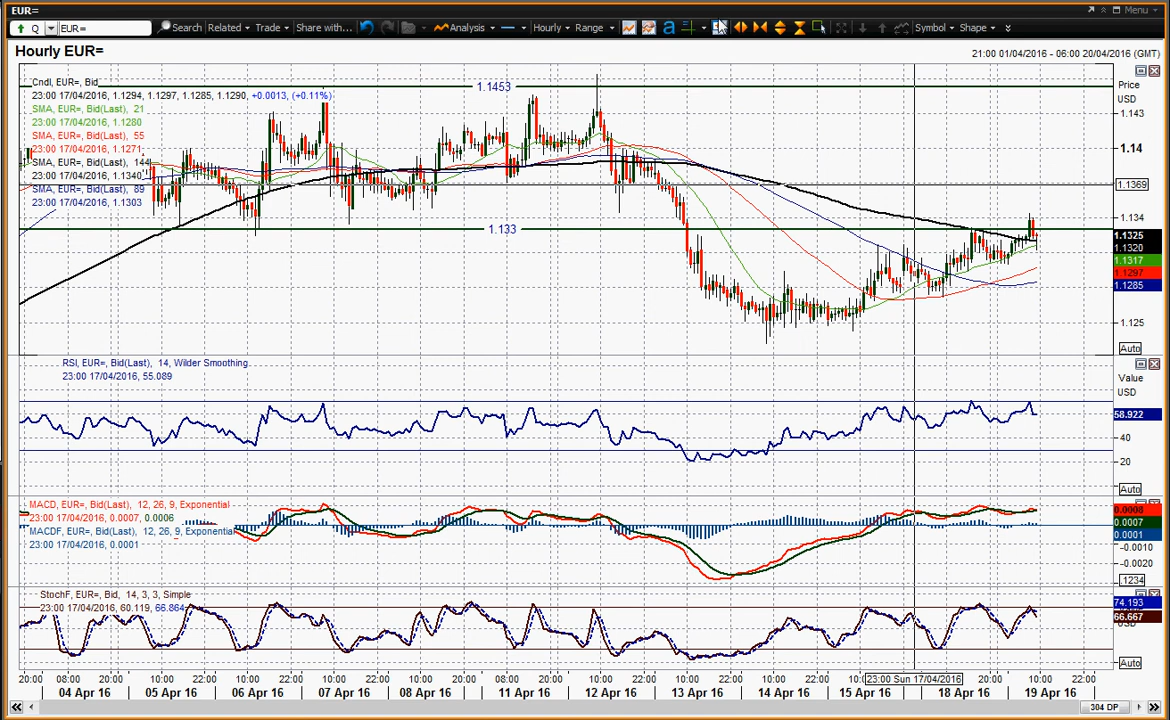 EUR=
Menu
Q EUR= Search Related Trade Share with... Analysis Hourly Range a Symbol Shape
Hourly EUR=
21:00 01/04/2016 - 06:00 20/04/2016 (GMT)
Cndl, EUR=, Bid
23:00 17/04/2016, 1.1294, 1.1297, 1.1285, 1.1290, +0.0013, (+0.11%)
SMA, EUR=, Bid(Last), 21
23:00 17/04/2016, 1.1280
SMA, EUR=, Bid(Last), 55
23:00 17/04/2016, 1.1271
SMA, EUR=, Bid(Last), 144
23:00 17/04/2016, 1.1340
SMA, EUR=, Bid(Last), 89
23:00 17/04/2016, 1.1303
1.1453
1.133
Price
USD
1.143
1.14
1.1369
1.134
1.1325
1.1320
1.1317
1.1297
1.1285
1.125
Auto
RSI, EUR=, Bid(Last), 14, Wilder Smoothing
23:00 17/04/2016, 55.089
Value
USD
58.922
40
20
Auto
MACD, EUR=, Bid(Last), 12, 26, 9, Exponential
23:00 17/04/2016, 0.0007, 0.0006
MACDF, EUR=, Bid(Last), 12, 26, 9, Exponential
23:00 17/04/2016, 0.0001
0.0008
0.0007
0.0001
-0.0010
-0.0020
1234
StochF, EUR=, Bid, 14, 3, 3, Simple
23:00 17/04/2016, 60.119, 66.864
74.193
66.667
USD
Auto
20:00 08:00 20:00 10:00 22:00 10:00 22:00 10:00 22:00 10:00 20:00 08:00 20:00 10:00 22:00 10:00 22:00 10:00 22:00 10:0 23:00 Sun 17/04/2016 20:00 10:00 22:00
04 Apr 16 05 Apr 16 06 Apr 16 07 Apr 16 08 Apr 16 11 Apr 16 12 Apr 16 13 Apr 16 14 Apr 16 15 Apr 16 18 Apr 16 19 Apr 16
304 DP